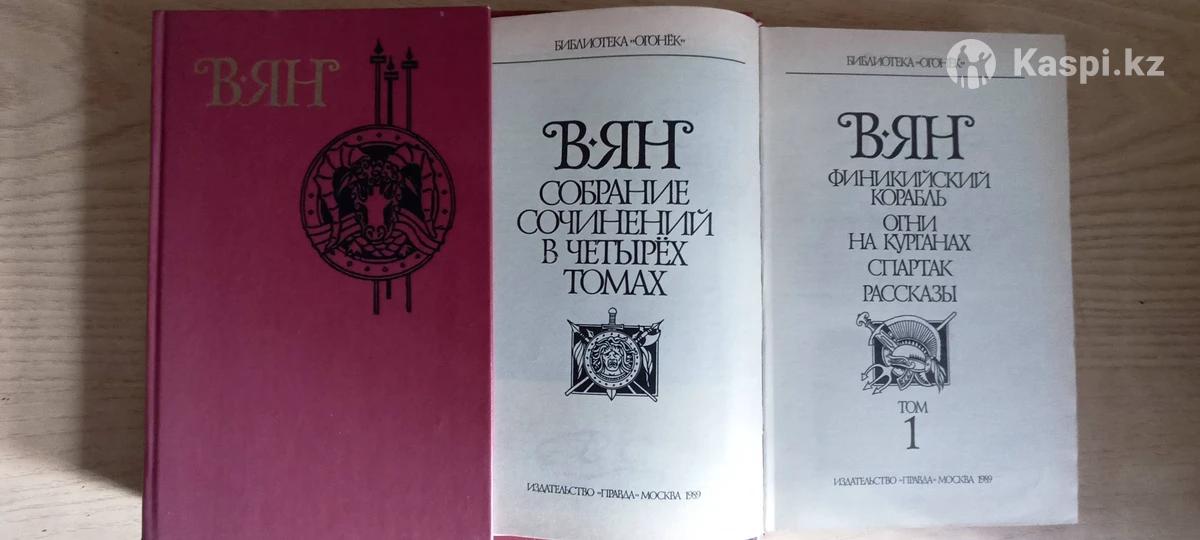 В·ЯН
БИБЛИОТЕКА «ОГОНЁК»
В·ЯН
СОБРАНИЕ
СОЧИНЕНИЙ
В ЧЕТЫРЁХ
ТОМАХ
ИЗДАТЕЛЬСТВО «ПРАВДА» МОСКВА 1989
Kaspi.kz
БИБЛИОТЕКА «ОГОНЁК»
В·ЯН
ФИНИКИЙСКИЙ
КОРАБЛЬ
ОГНИ
НА КУРГАНАХ
СПАРТАК
РАССКАЗЫ
ТОМ
1
ИЗДАТЕЛЬСТВО «ПРАВДА» МОСКВА 1989